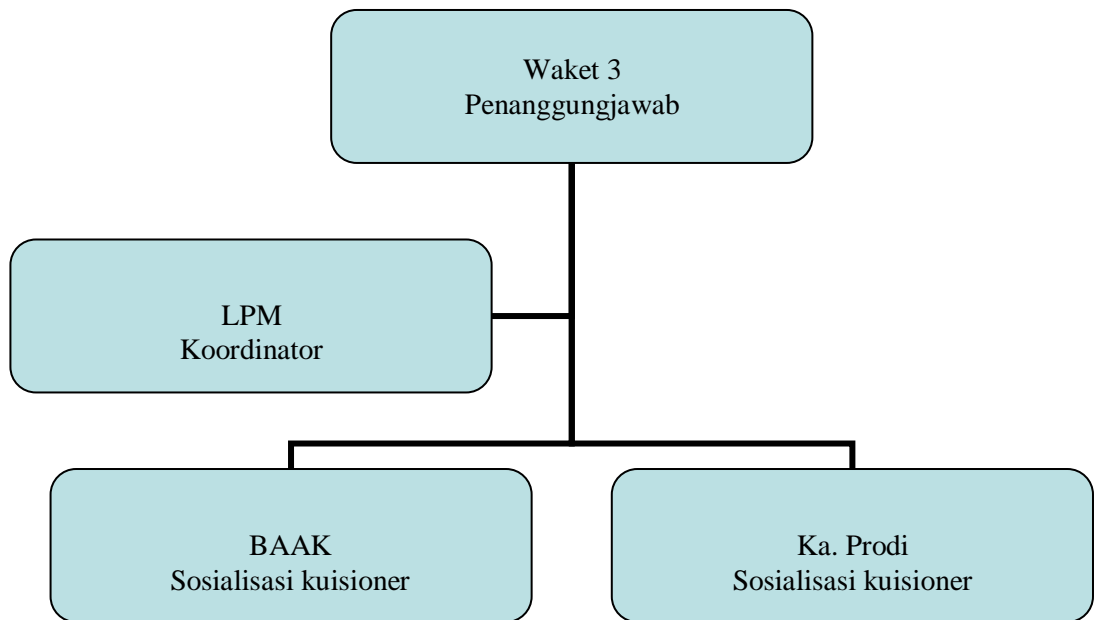 Waket 3
Penanggungjawab
LPM
Koordinator
BAAK
Sosialisasi kuisioner
Ka. Prodi
Sosialisasi kuisioner